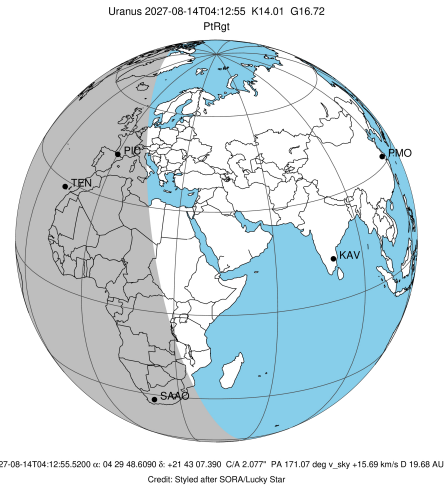 Uranus 2027-08-14T04:12:55 K14.01 G16.72
PtRgt
PIC
PMO
TEN
KAV
SAAO
27-08-14T04:12:55.5200 α: 04 29 48.6090 δ: +21 43 07.390 C/A 2.077" PA 171.07 deg v_sky +15.69 km/s D 19.68 AU
Credit: Styled after SORA/Lucky Star